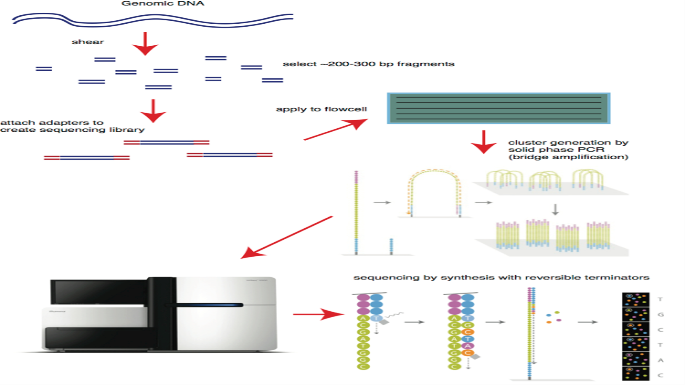 Genomic DNA
shear
select ~200-300 bp fragments
attach adapters to
create sequencing library
apply to flowcell
cluster generation by
solid phase PCR
(bridge amplification)
sequencing by synthesis with reversible terminators
T
G
C
T
A
C